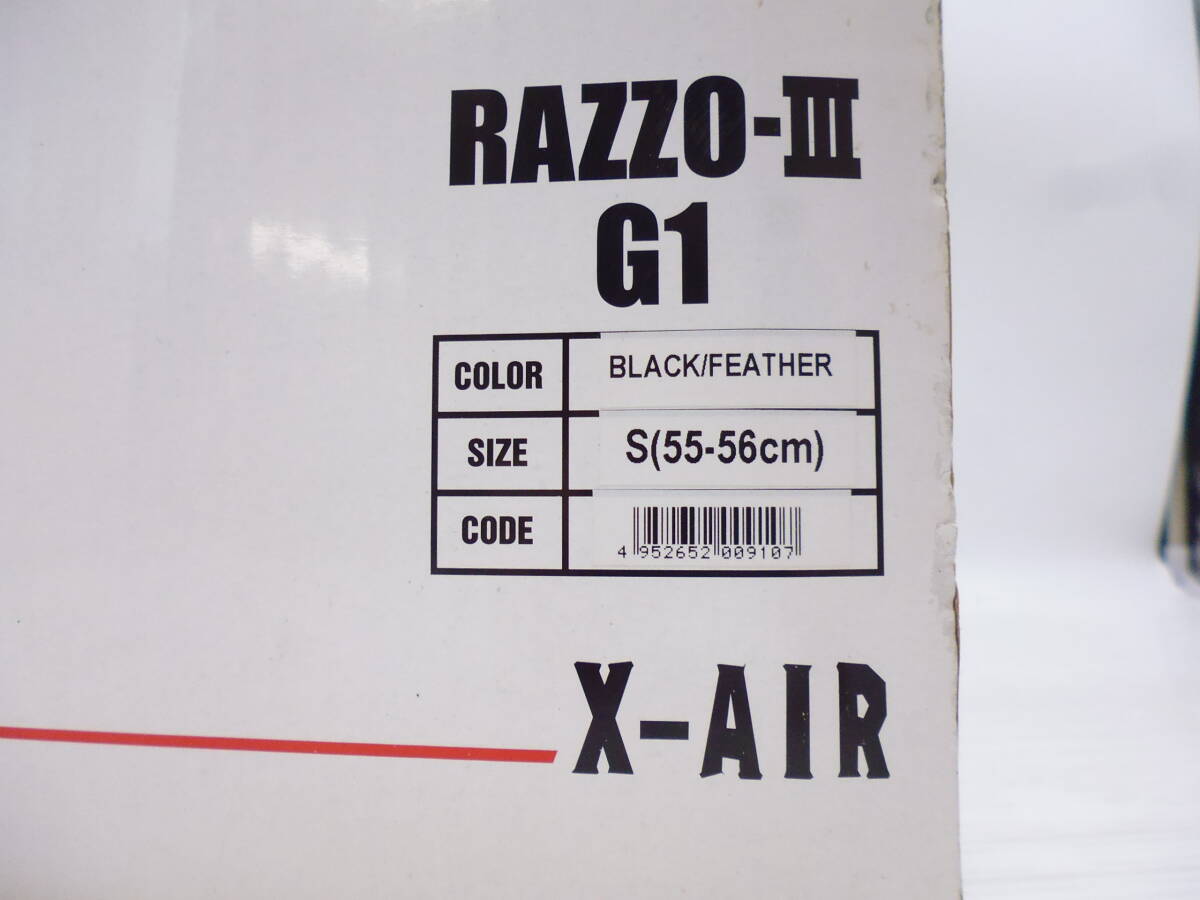 RAZZO-III
G1
COLOR BLACK/FEATHER
SIZE S(55-56cm)
CODE 4 952652 009107
X-AIR